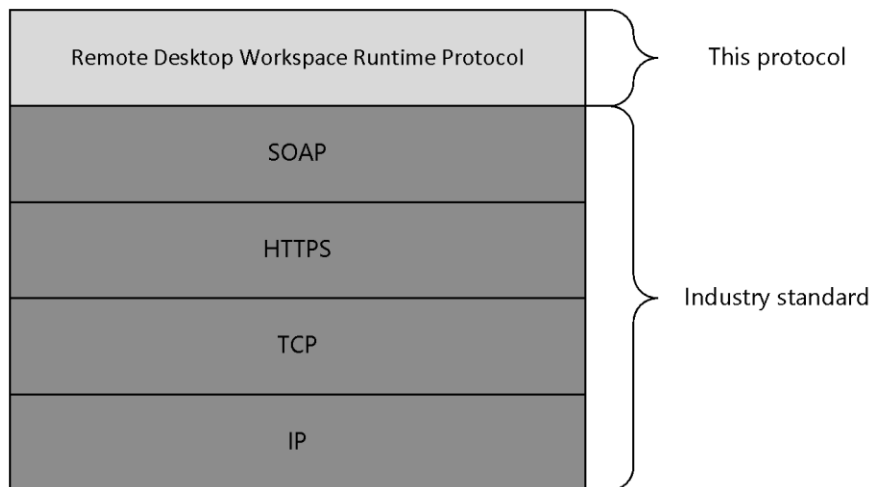 Remote Desktop Workspace Runtime Protocol
This protocol
SOAP
HTTPS
Industry standard
TCP
IP